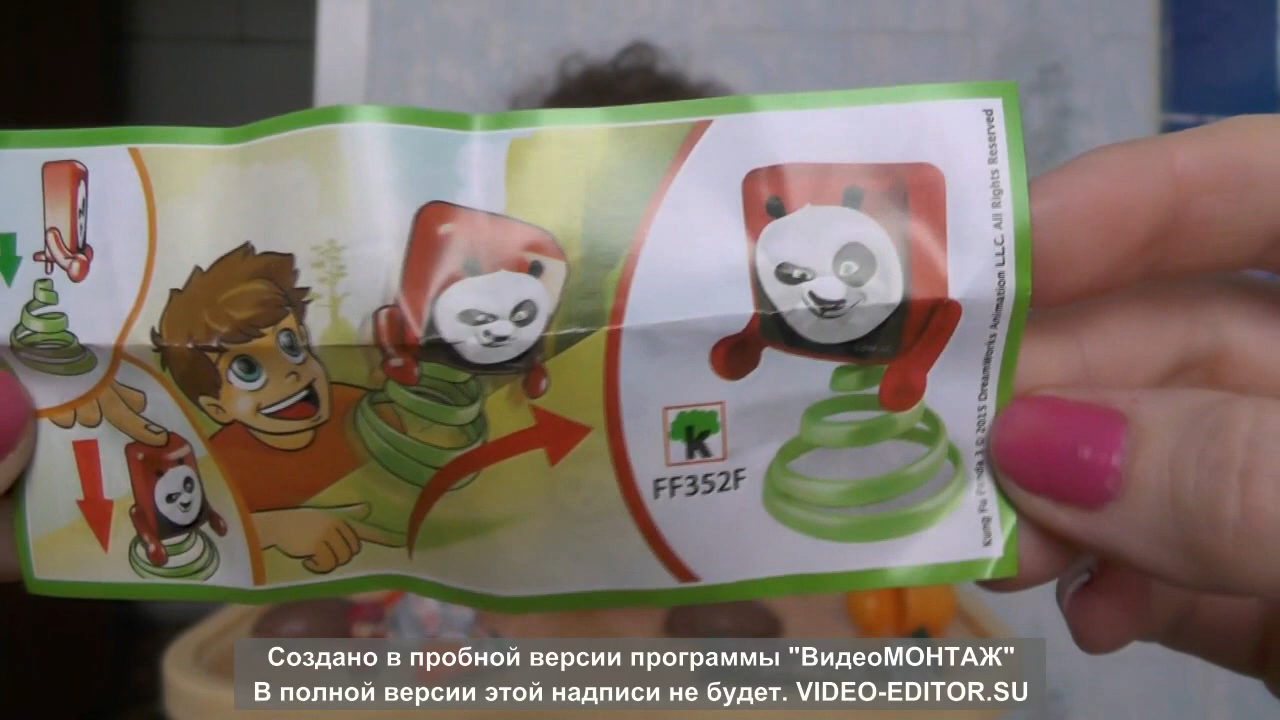 K
FF352F
Kung Fu Panda 3 © 2015 DreamWorks Animation L.L.C. All Rights Reserved
Создано в пробной версии программы "ВидеоМОНТАЖ"
В полной версии этой надписи не будет. VIDEO-EDITOR.SU